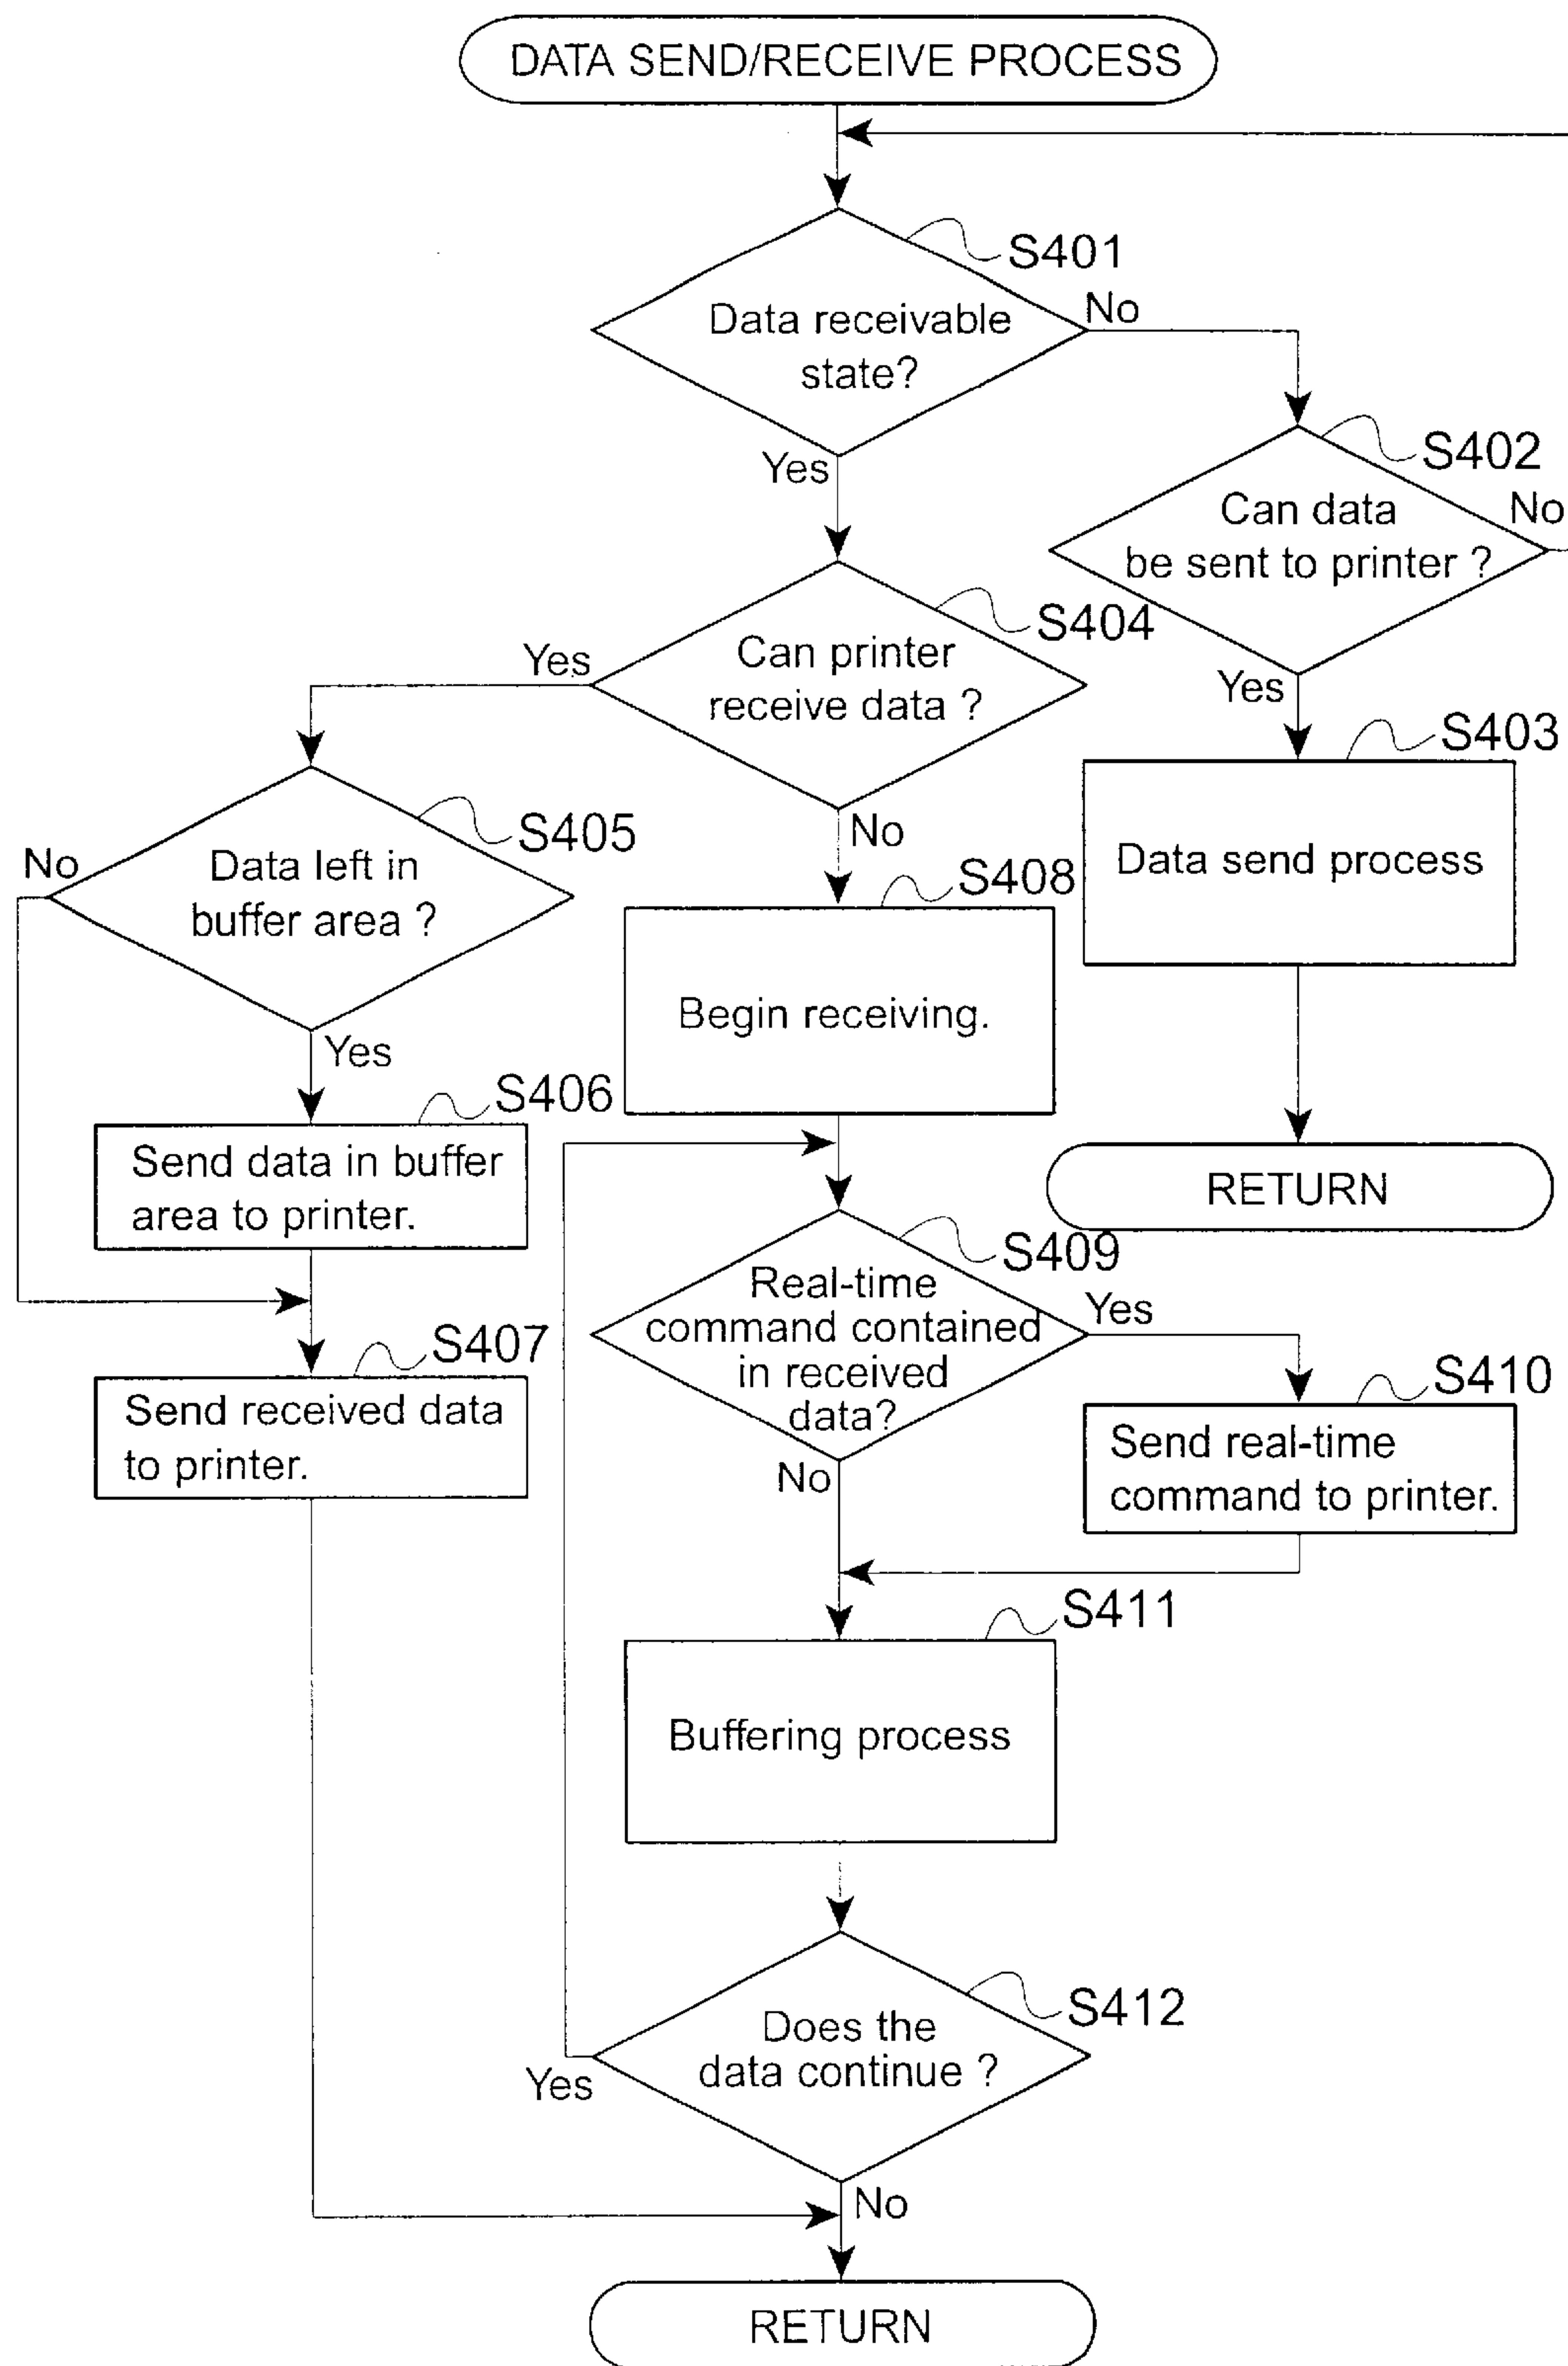 DATA SEND/RECEIVE PROCESS
S401
Data receivable
state?
No
Yes
S402
Can data
be sent to printer ?
No
Yes
S403
Data send process
RETURN
S404
Can printer
receive data ?
Yes
No
S405
Data left in
buffer area ?
No
Yes
S406
Send data in buffer
area to printer.
S407
Send received data
to printer.
S408
Begin receiving.
S409
Real-time
command contained
in received
data?
Yes
No
S410
Send real-time
command to printer.
S411
Buffering process
S412
Does the
data continue ?
Yes
No
RETURN